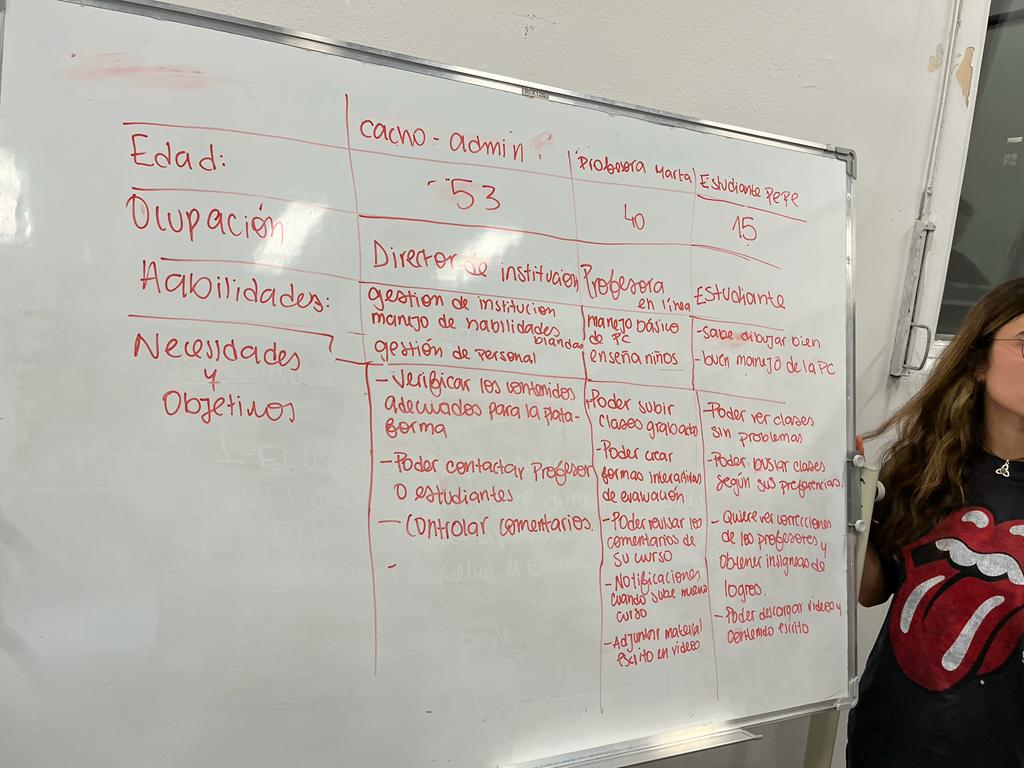 cacho - admin.
Profesora Marta
Estudiante PEPE
Edad:
53
40
15
Ocupación
Director de institucion
Profesora en línea
Estudiante
Habilidades:
gestion de institucion
manejo de habilidades blandas
gestión de personal
manejo básico
de PC
enseña niños
- sabe dibujar bien
- buen manejo de la PC
Necesidades
y
Objetivos
- Verificar los contenidos
adecuados para la plata-
forma
- Poder contactar Profesor
o estudiantes
- Controlar comentarios.
-
- Poder subir
clases grabadas
- Poder crear
formas interactivas
de evaluación
- Poder revisar los
comentarios de
su curso
- Notificaciones
cuando sube nuevo
curso
- Adjuntar material
escrito en video
- Poder ver clases
sin problemas
- Poder buscar clases
según sus preferencias.
- Quiere ver correcciones
de los profesores y
obtener insignias de
logros.
- Poder descargar videos y
contenido escrito